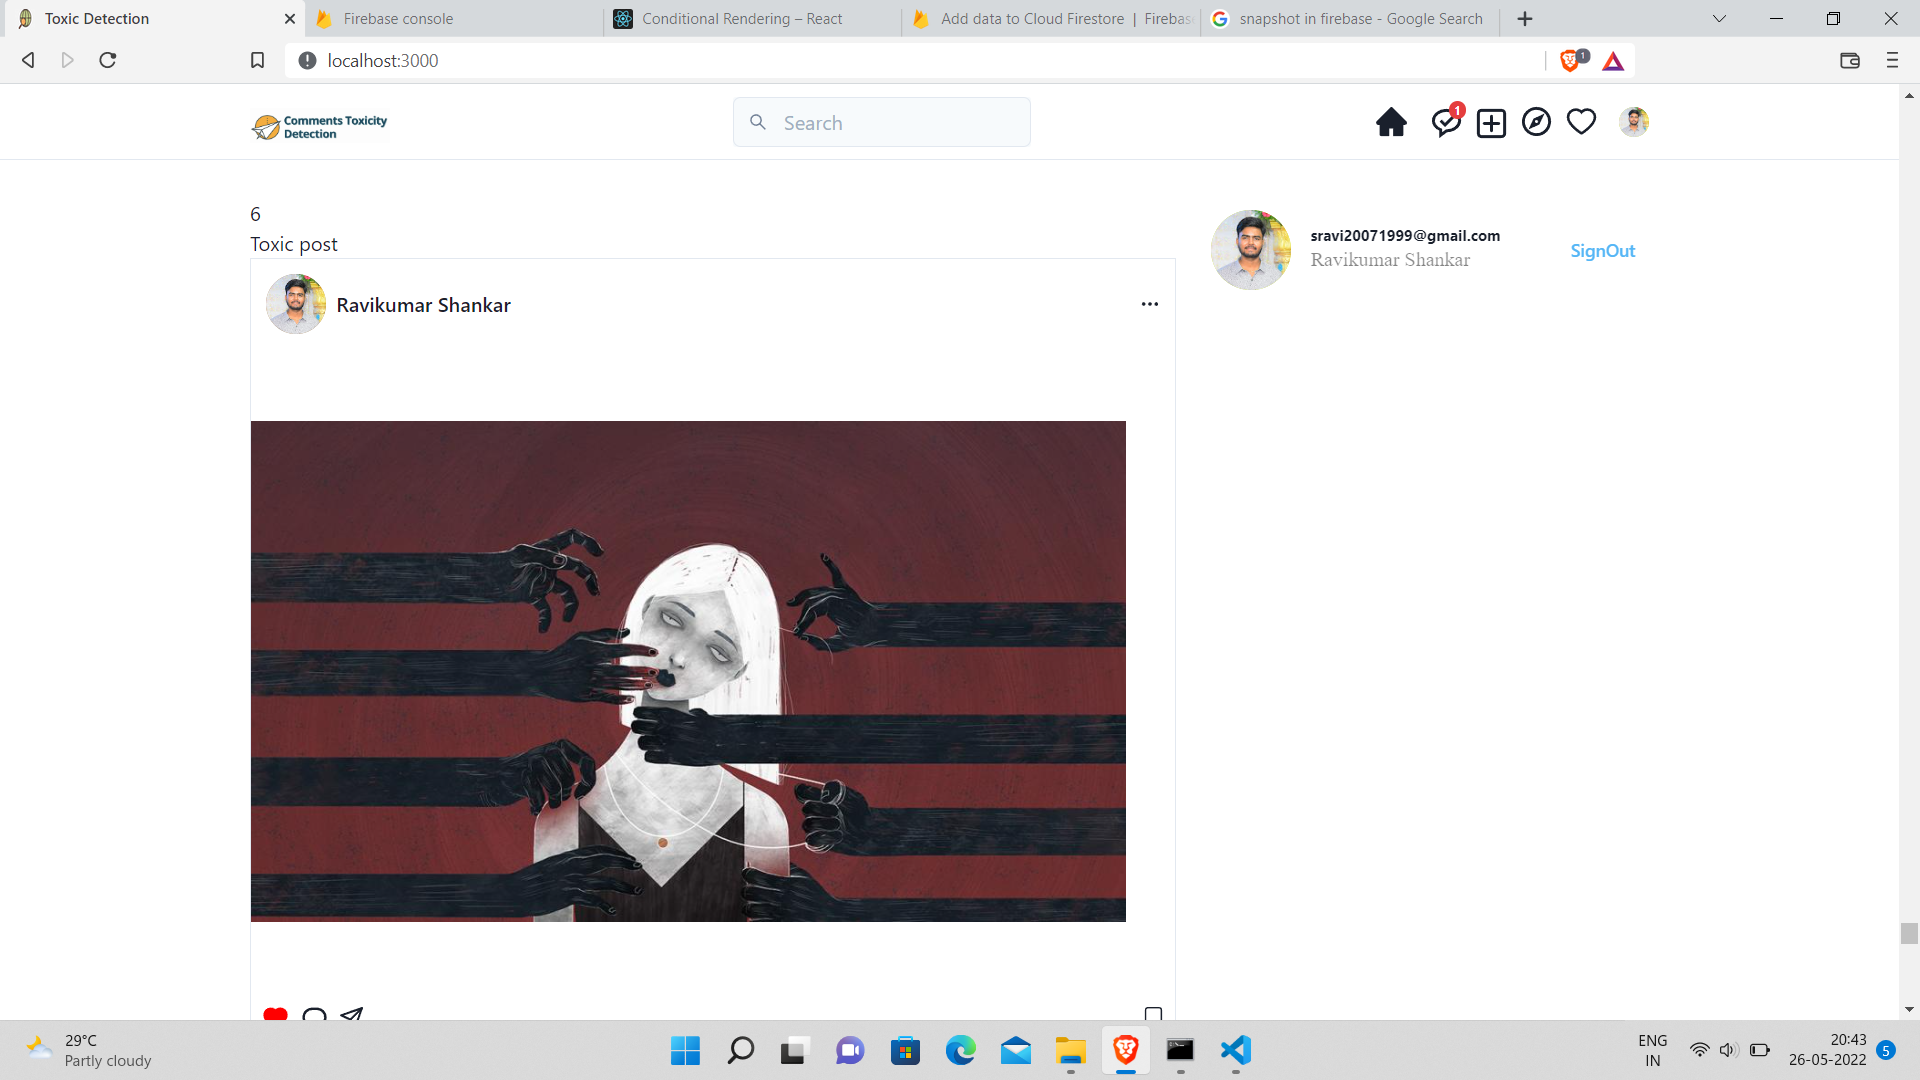 Toxic Detection
Firebase console
Conditional Rendering – React
Add data to Cloud Firestore | Firebas
snapshot in firebase - Google Search
localhost:3000
1
Comments Toxicity
Detection
Search
1
6
Toxic post
Ravikumar Shankar
sravi20071999@gmail.com
Ravikumar Shankar
SignOut
29°C
Partly cloudy
ENG
IN
20:43
26-05-2022
5